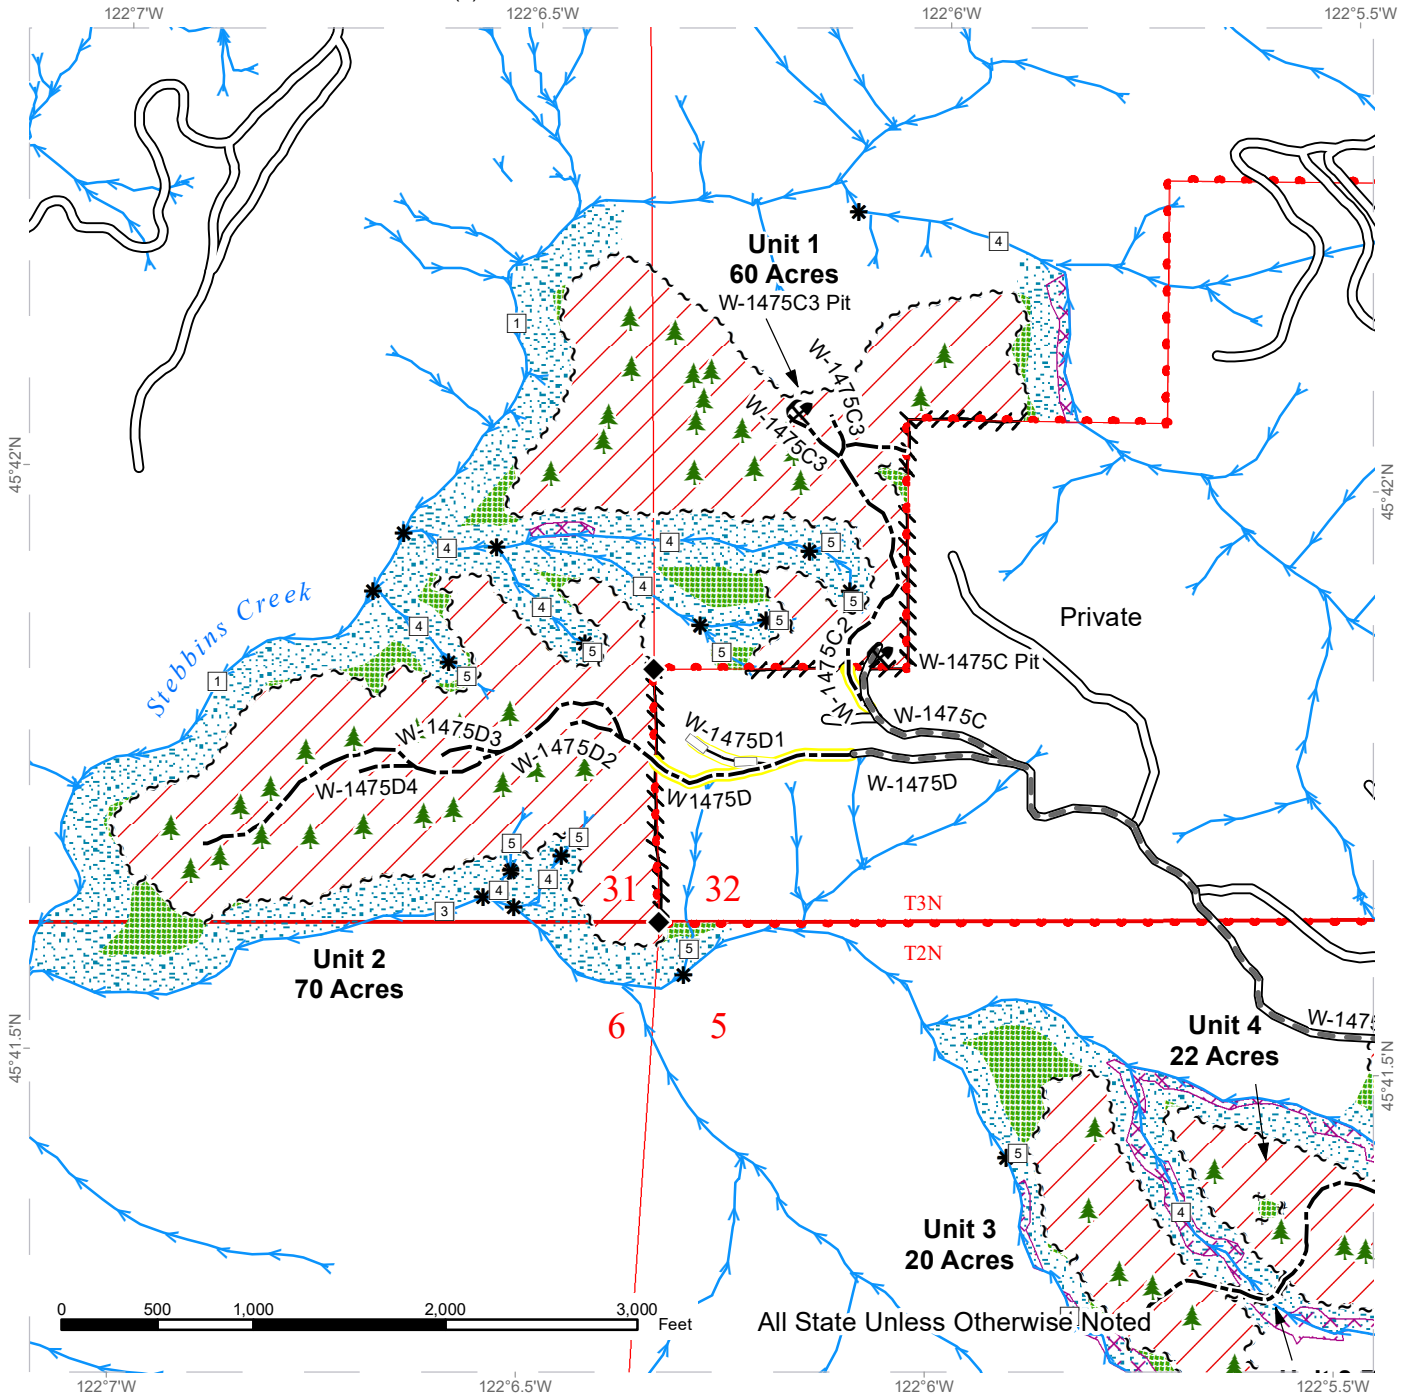 122°7'W
122°6.5'W
122°6'W
122°5.5'W
4
Unit 1
60 Acres
W-1475C3 Pit
1
W-1475C3
W-1475C3
45°42'N
45°42'N
4
4
5
4
4
5
4
5
5
5
5
Private
Stebbins Creek
W-1475C2
W-1475C Pit
1
W-1475C
W-1475D3
W-1475D2
W-1475D1
W-1475D4
W1475D
W-1475D
5
5
4
4
3
31
32
T3N
T2N
Unit 2
70 Acres
5
6
5
W-1475
45°41.5'N
45°41.5'N
Unit 4
22 Acres
5
4
Unit 3
20 Acres
0
500
1,000
2,000
3,000
Feet
All State Unless Otherwise Noted
122°7'W
122°6.5'W
122°6'W
122°5.5'W